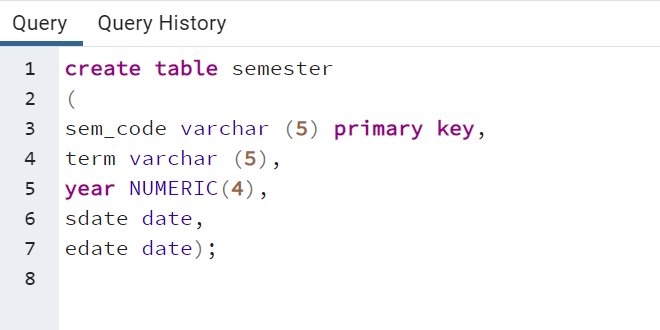 Query Query History
1 create table semester
2 (
3 sem_code varchar (5) primary key,
4 term varchar (5),
5 year NUMERIC(4),
6 sdate date,
7 edate date);
8